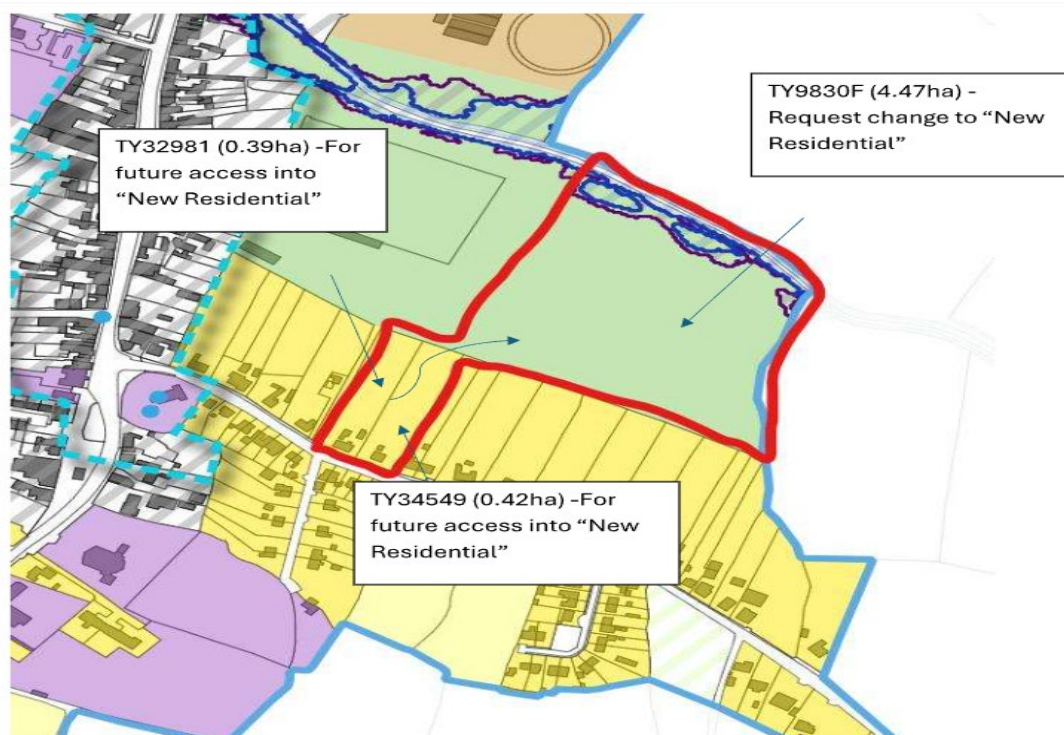 TY9830F (4.47ha) -
Request change to “New
Residential”
TY32981 (0.39ha) -For
future access into
“New Residential”
TY34549 (0.42ha) -For
future access into “New
Residential”